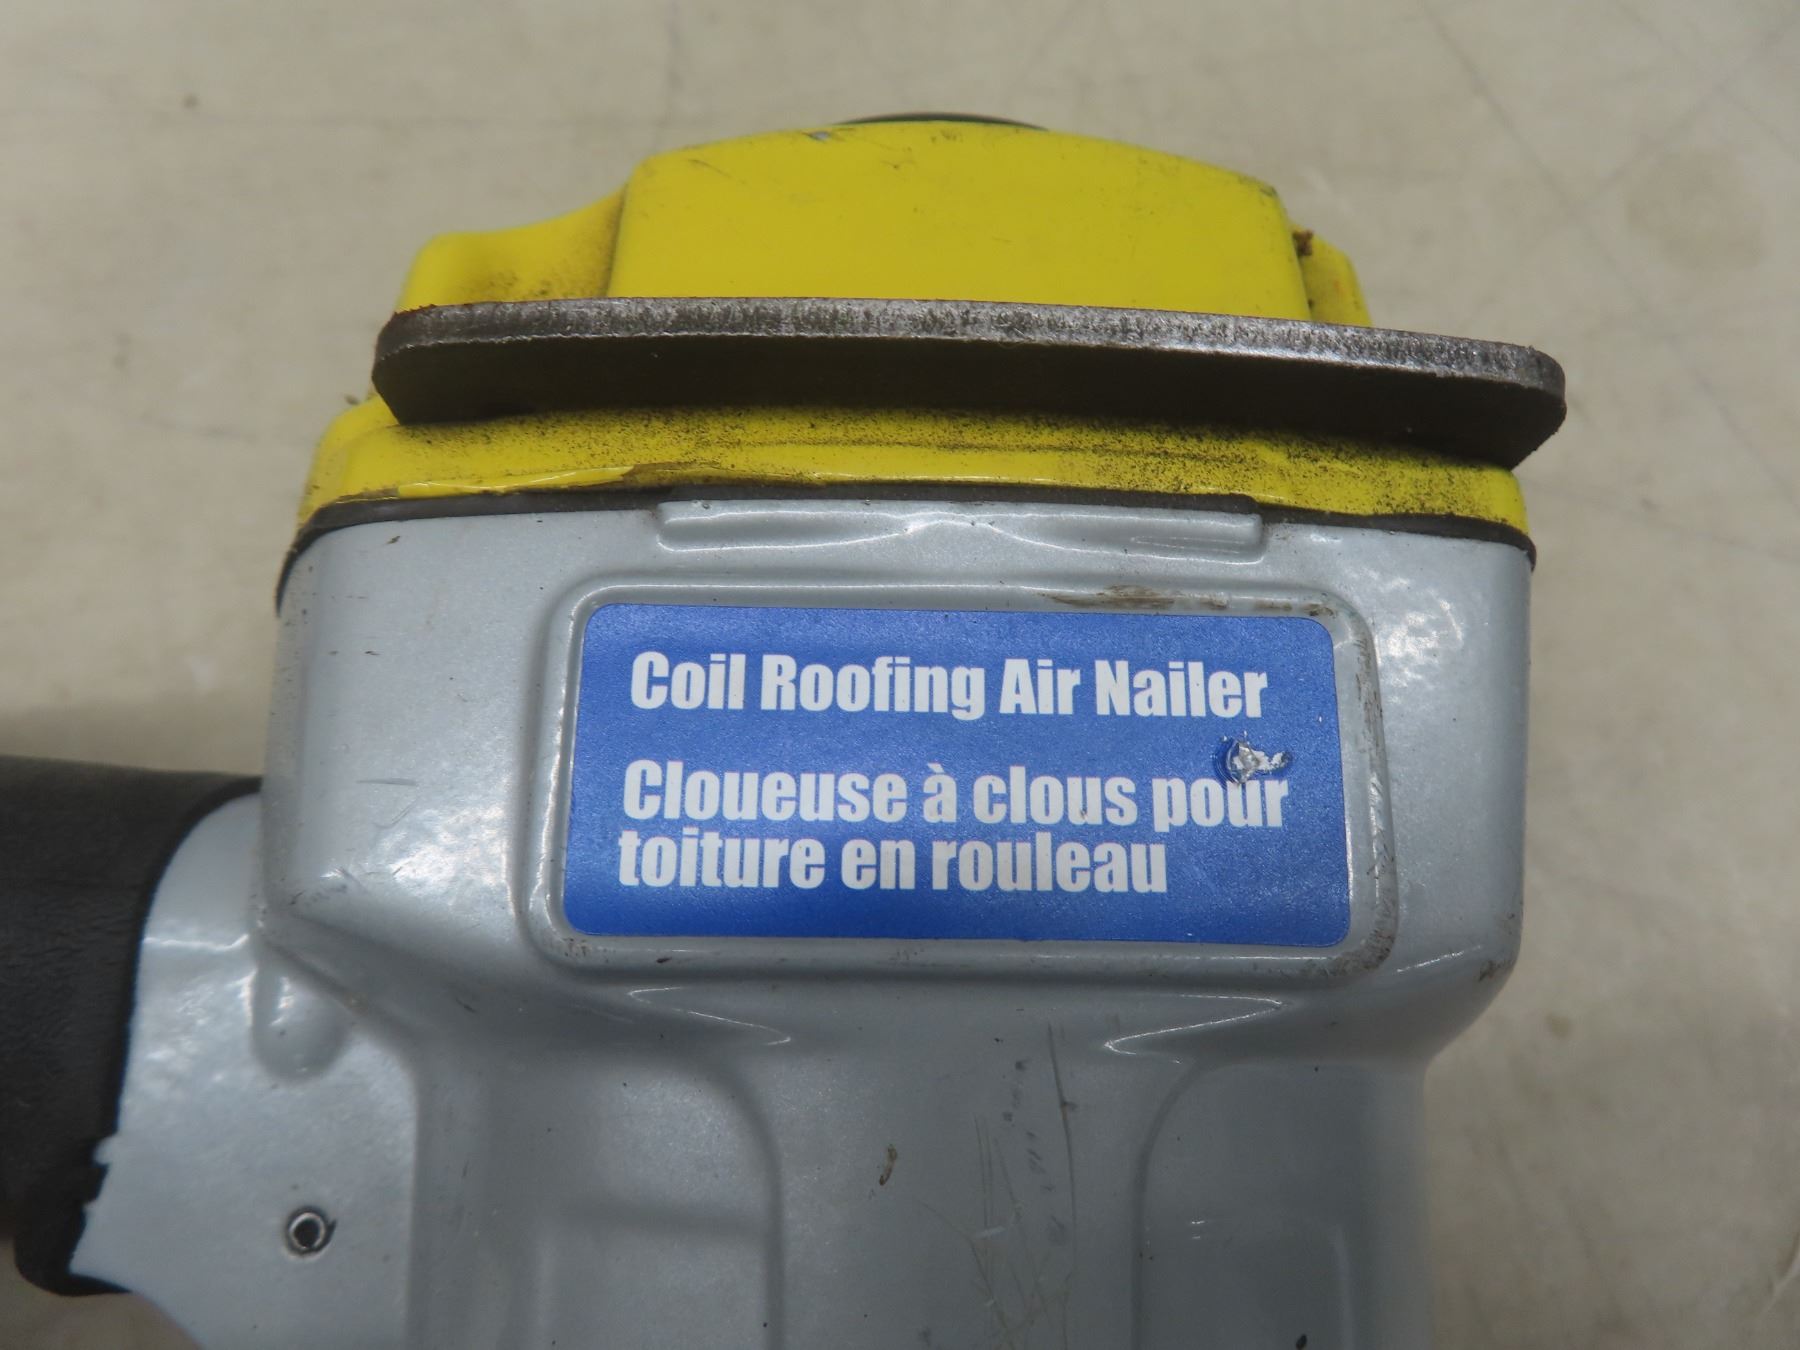 Coil Roofing Air Nailer
Cloueuse à clous pour
toiture en rouleau